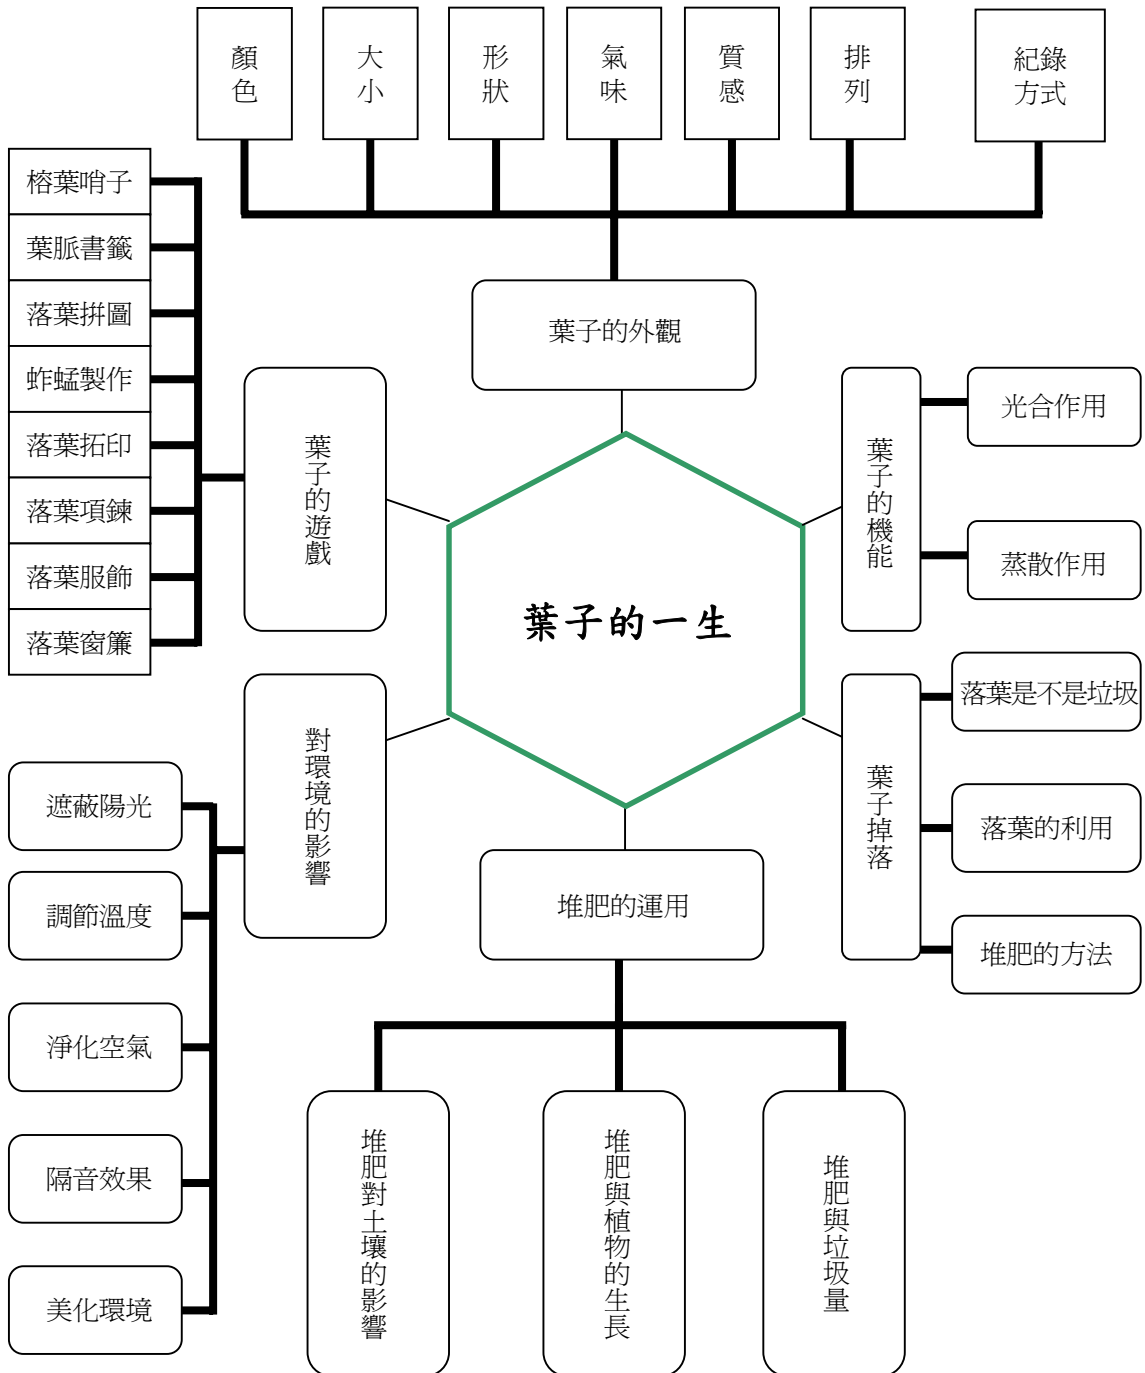 顏色
大小
形狀
氣味
質感
排列
紀錄
方式
榕葉哨子
葉脈書籤
落葉拼圖
蚱蜢製作
落葉拓印
落葉項鍊
落葉服飾
落葉窗簾
葉子的外觀
葉子的遊戲
葉子的機能
光合作用
蒸散作用
葉子的一生
對環境的影響
遮蔽陽光
調節溫度
淨化空氣
隔音效果
美化環境
葉子掉落
落葉是不是垃圾
落葉的利用
堆肥的方法
堆肥的運用
堆肥對土壤的影響
堆肥與植物的生長
堆肥與垃圾量